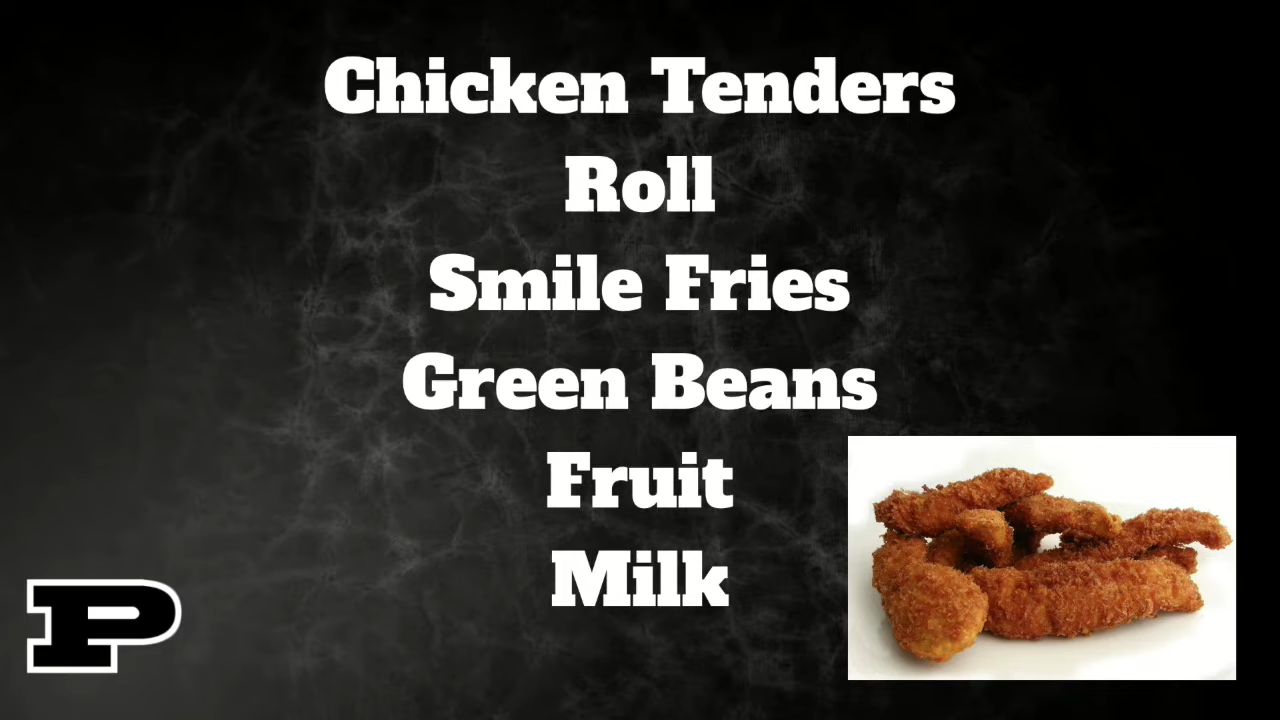 Chicken Tenders
Roll
Smile Fries
Green Beans
Fruit
Milk
P